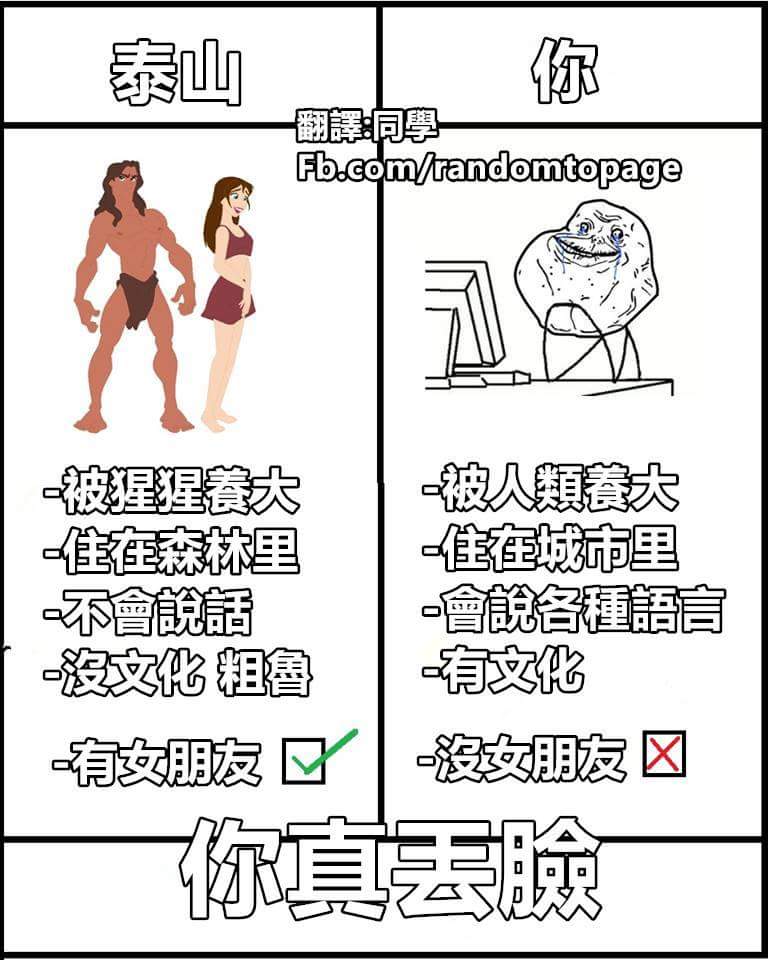 泰山
你
翻譯:同學
Fb.com/randomtopage
-被猩猩養大
-住在森林里
-不會說話
-沒文化 粗魯
-有女朋友
-被人類養大
-住在城市里
-會說各種語言
-有文化
-沒女朋友
你真丟臉